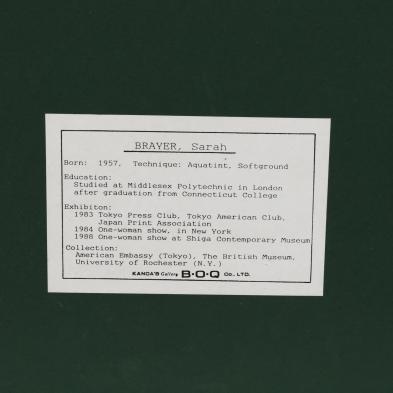 BRAYER, Sarah
Born: 1957, Technique: Aquatint, Softground
Education:
Studied at Middlesex Polytechnic in London
after graduation from Connecticut College
Exhibiton:
1983 Tokyo Press Club, Tokyo American Club,
Japan Print Association
1984 One-woman show, in New York
1988 One-woman show at Shiga Contemporary Museum
Collection:
American Embassy (Tokyo), The British Museum,
University of Rochester (N.Y.)
KANDA'S Gallery B•O•Q Co., LTD.